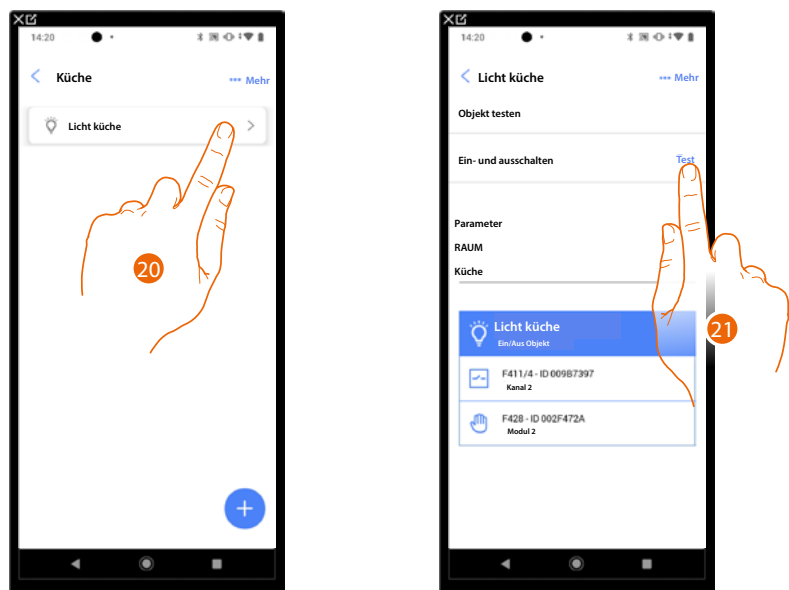 14:20
Küche
Mehr
Licht küche
20
14:20
Licht küche
Mehr
Objekt testen
Ein- und ausschalten
Test
Parameter
RAUM
Küche
Licht küche
Ein/Aus Objekt
F411/4 - ID 009B7397
Kanal 2
F428 - ID 002F472A
Modul 2
21